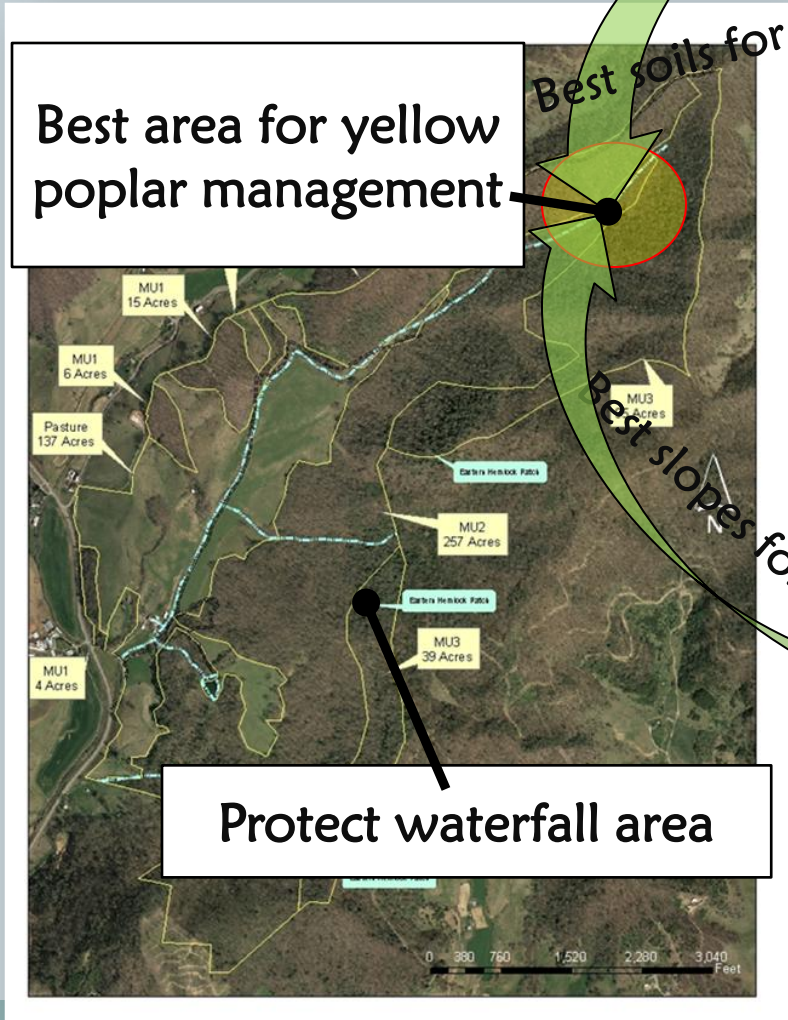 Best soils for
Best area for yellow
poplar management
MU1
15 Acres
MU1
6 Acres
Pasture
137 Acres
MU3
5 Acres
Best slopes for
Eastern Hemlock Patch
N
MU2
257 Acres
Eastern Hemlock Patch
MU3
39 Acres
MU1
4 Acres
Protect waterfall area
0 380 760 1,520 2,280 3,040
Feet